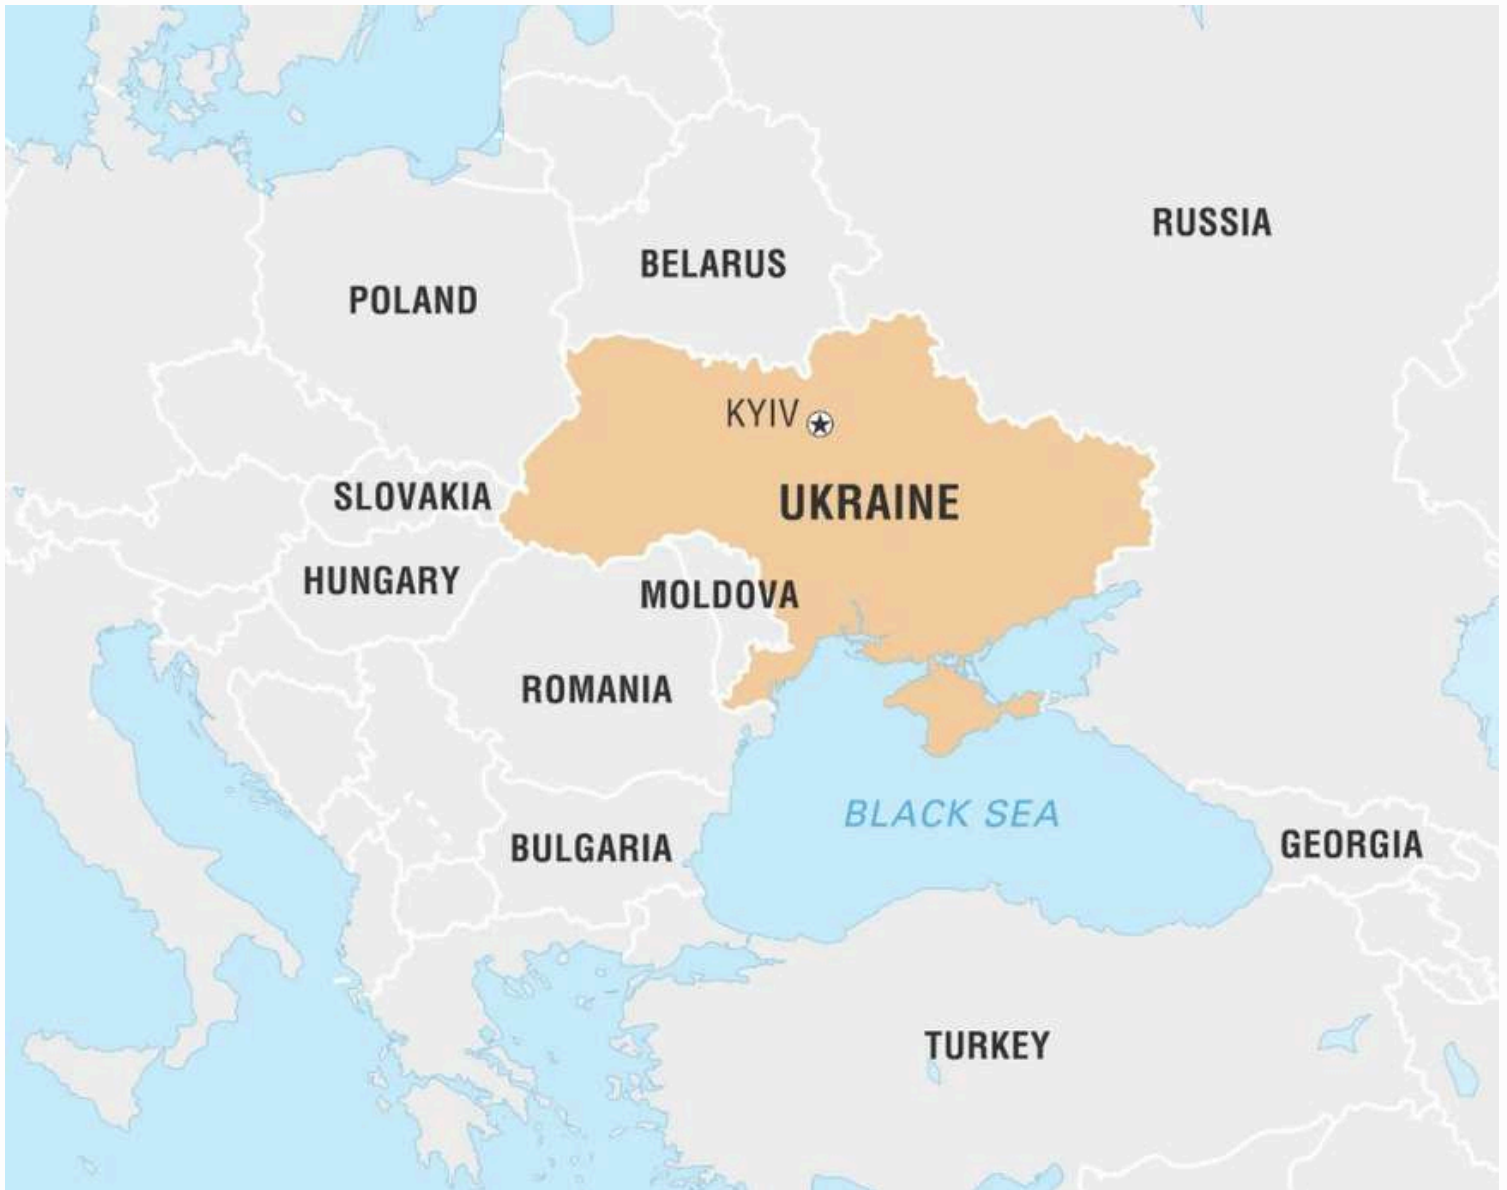 RUSSIA
BELARUS
POLAND
KYIV
SLOVAKIA
UKRAINE
HUNGARY
MOLDOVA
ROMANIA
BLACK SEA
BULGARIA
GEORGIA
TURKEY